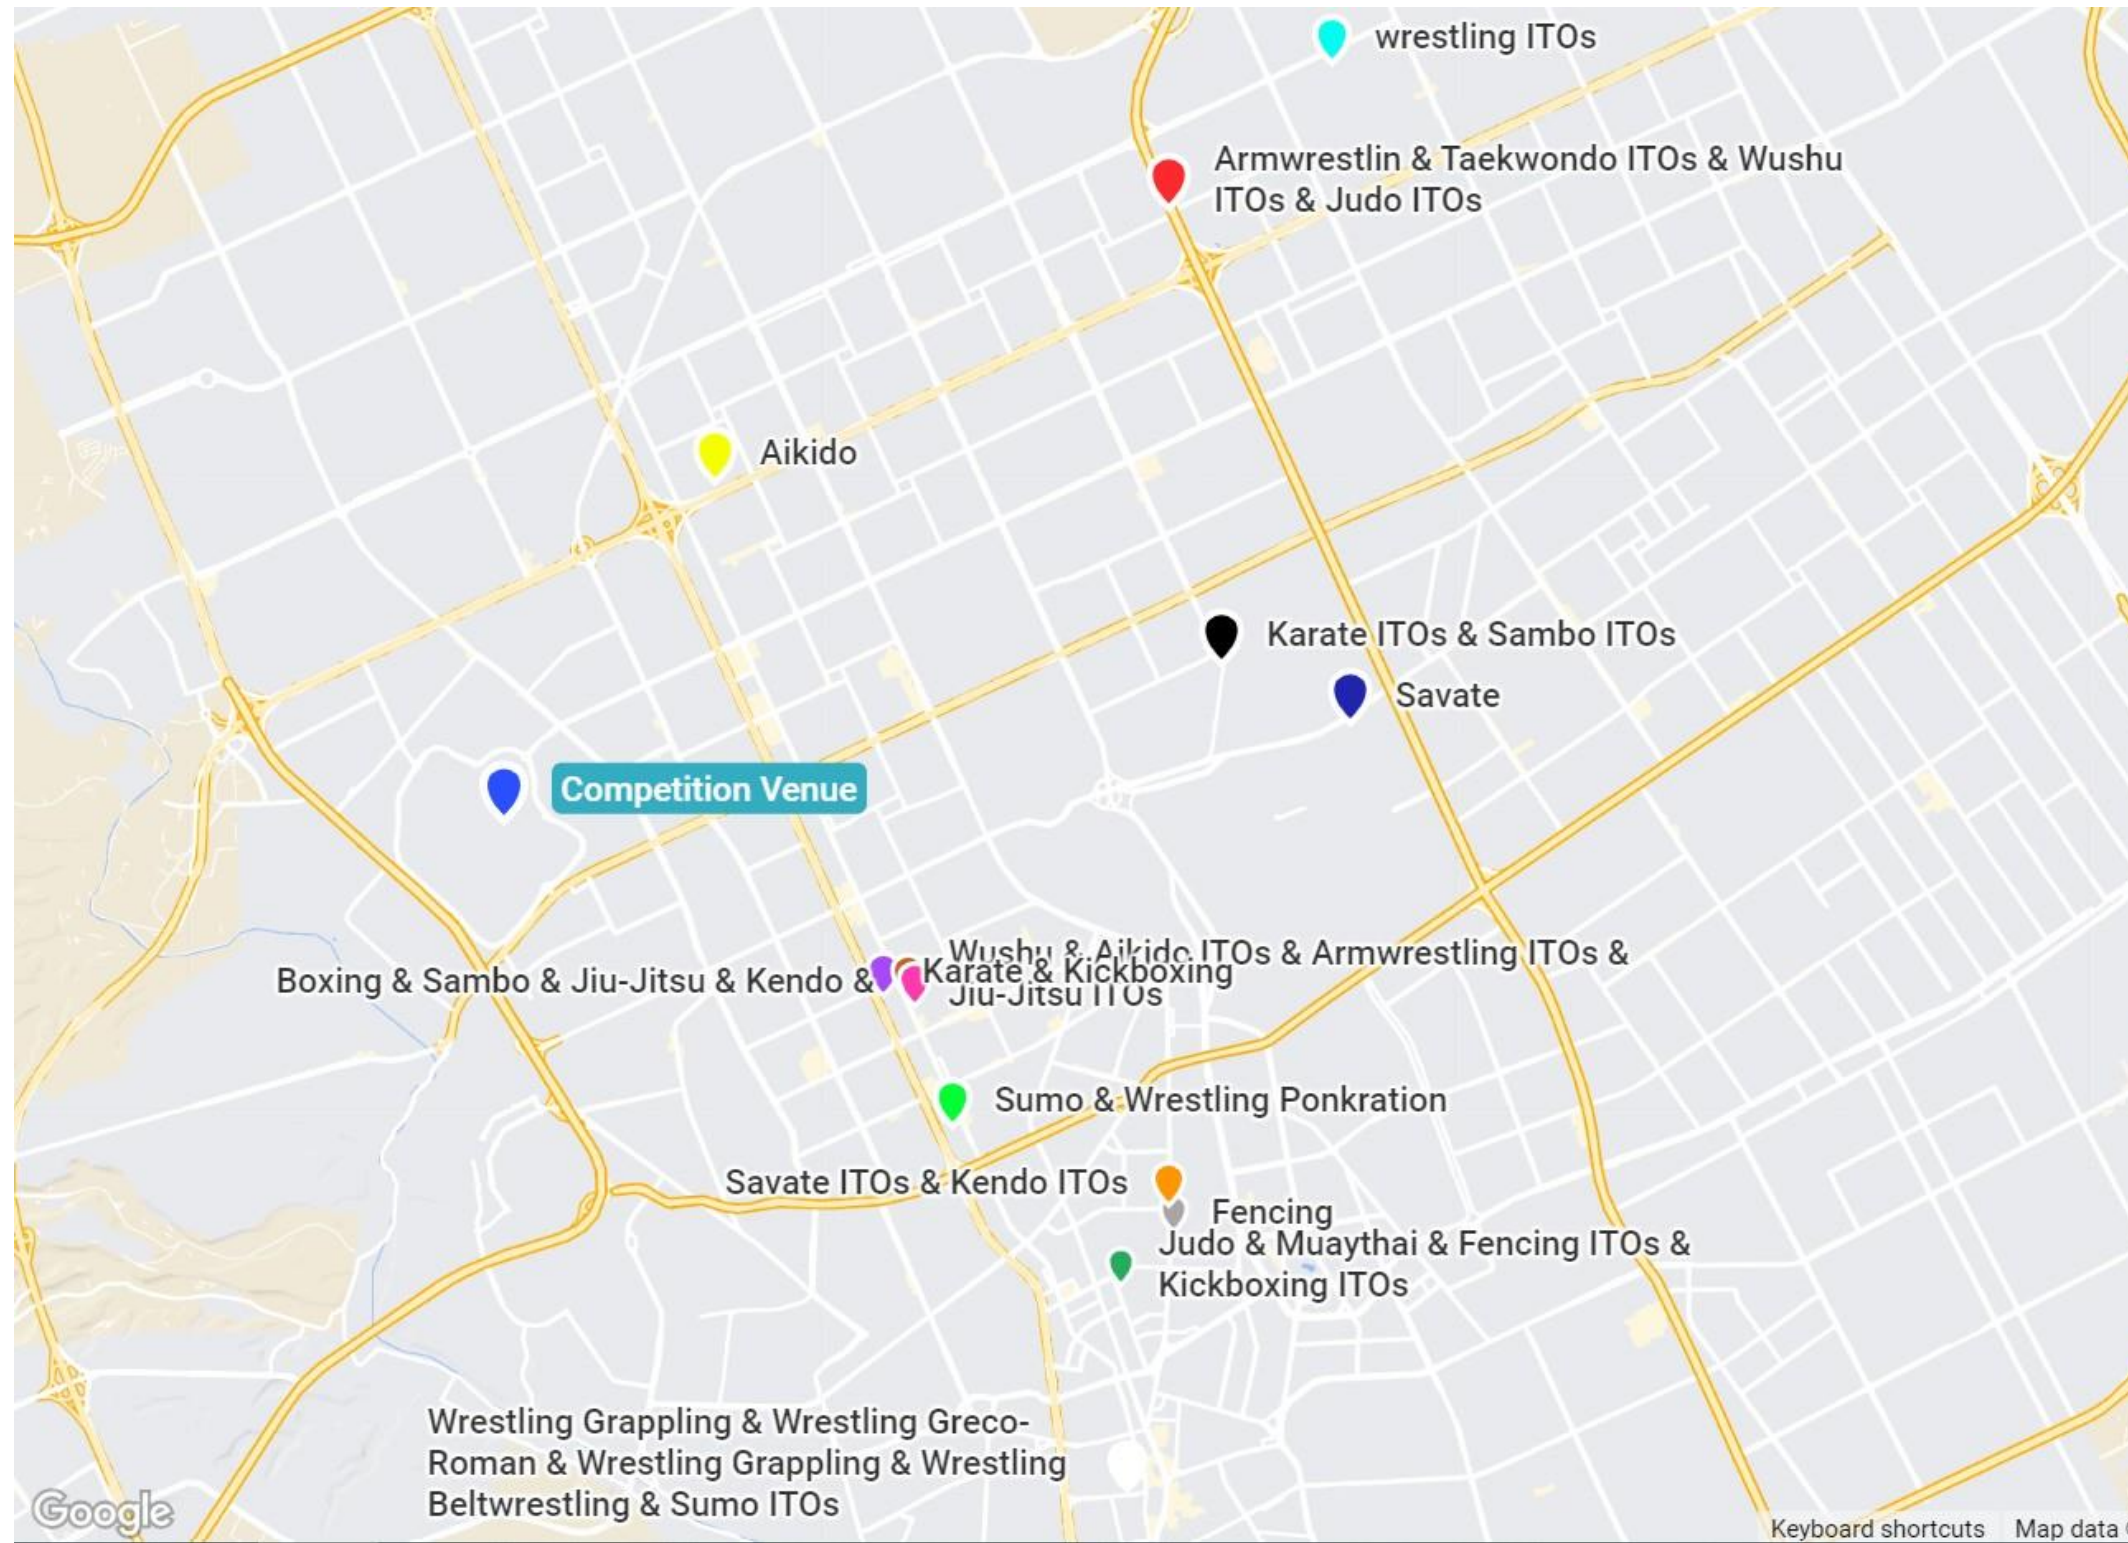 wrestling ITOs
Armwrestlin & Taekwondo ITOs & Wushu
ITOs & Judo ITOs
Aikido
Karate ITOs & Sambo ITOs
Savate
Competition Venue
Wushu & Aikido ITOs & Armwrestling ITOs &
Jiu-Jitsu ITOs
Karate & Kickboxing
Boxing & Sambo & Jiu-Jitsu & Kendo &
Sumo & Wrestling Ponkration
Savate ITOs & Kendo ITOs
Fencing
Judo & Muaythai & Fencing ITOs &
Kickboxing ITOs
Wrestling Grappling & Wrestling Greco-
Roman & Wrestling Grappling & Wrestling
Beltwrestling & Sumo ITOs
Google
Keyboard shortcuts
Map data